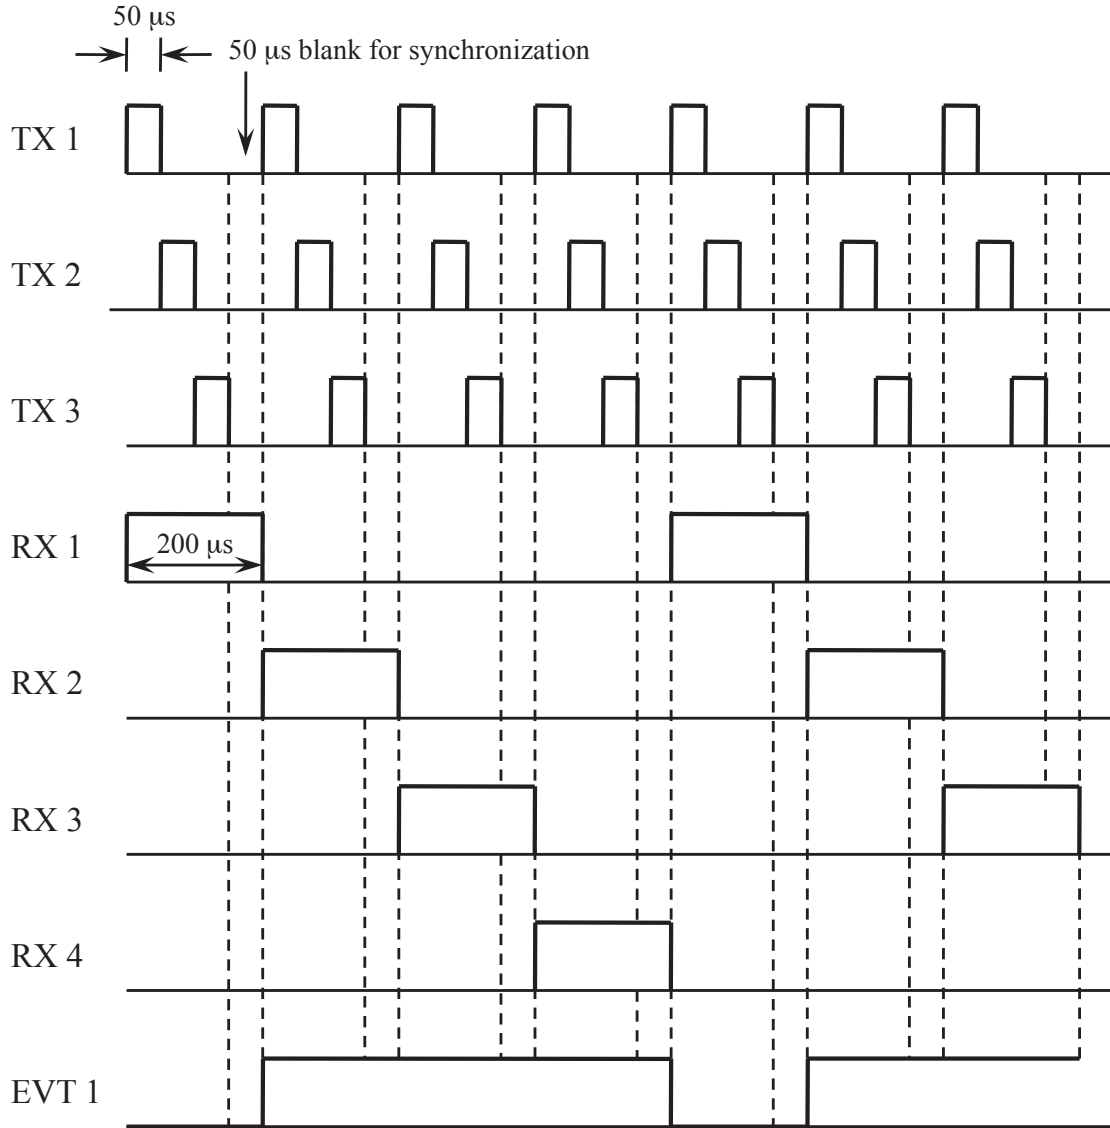 50 μs
50 μs blank for synchronization
TX 1
TX 2
TX 3
RX 1
200 μs
RX 2
RX 3
RX 4
EVT 1